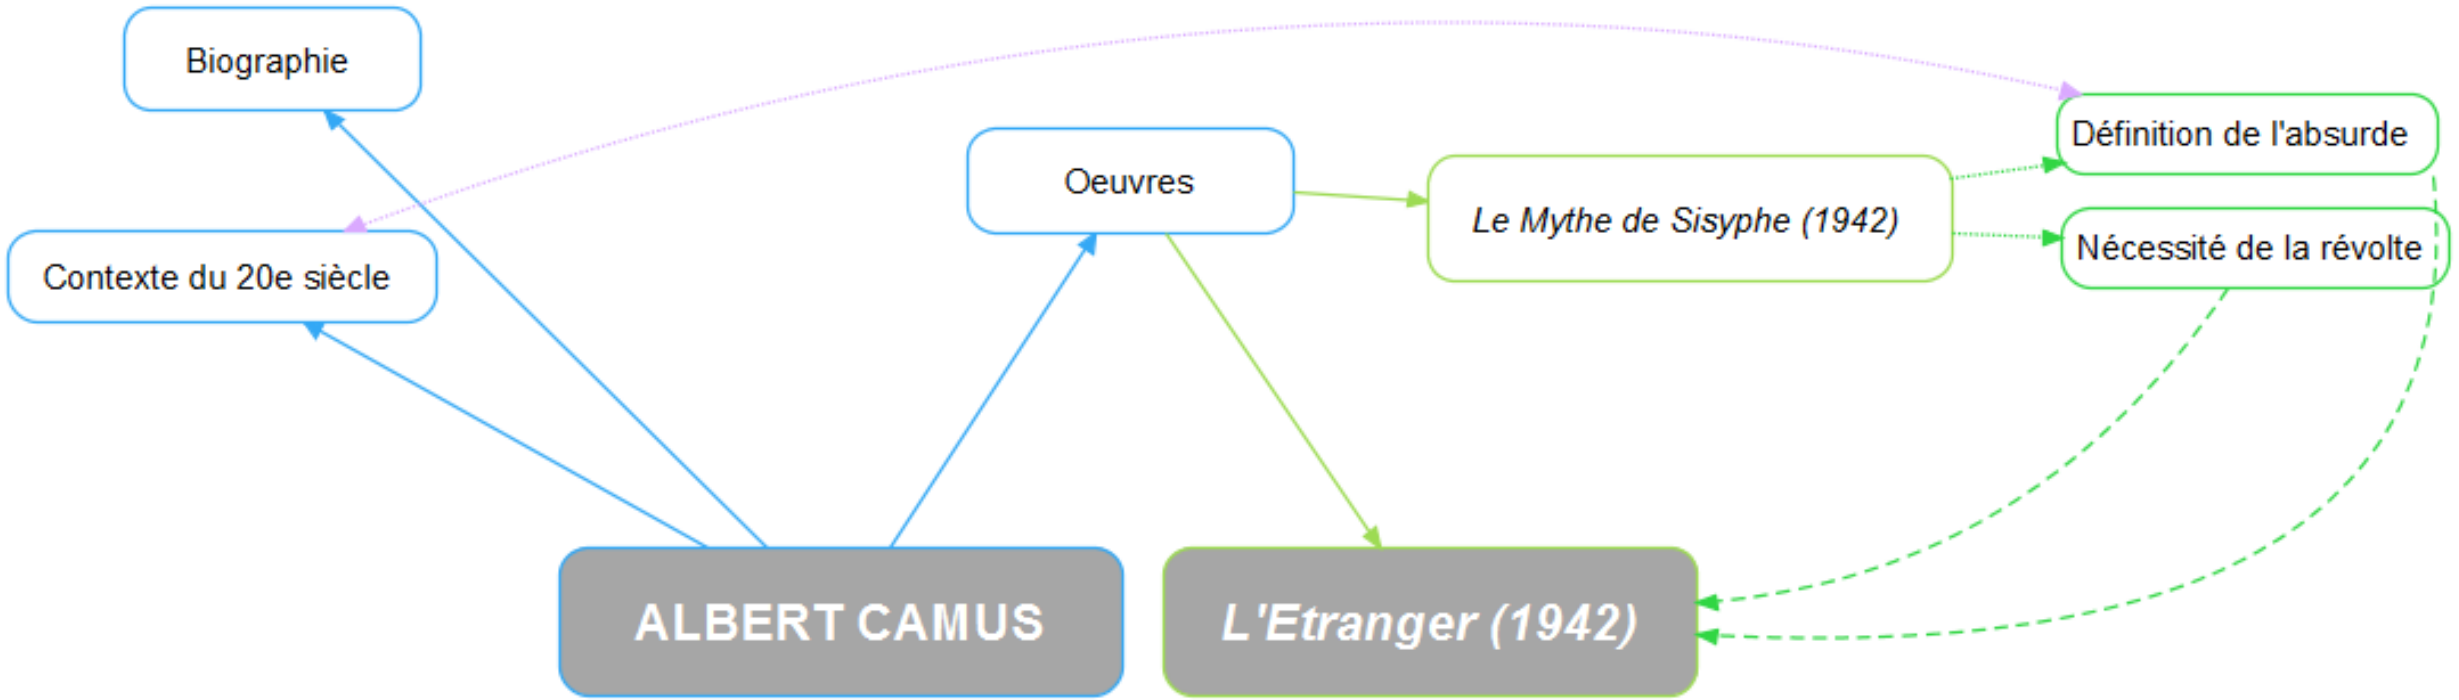 Biographie
Définition de l'absurde
Oeuvres
Le Mythe de Sisyphe (1942)
Nécessité de la révolte
Contexte du 20e siècle
ALBERT CAMUS
L'Etranger (1942)